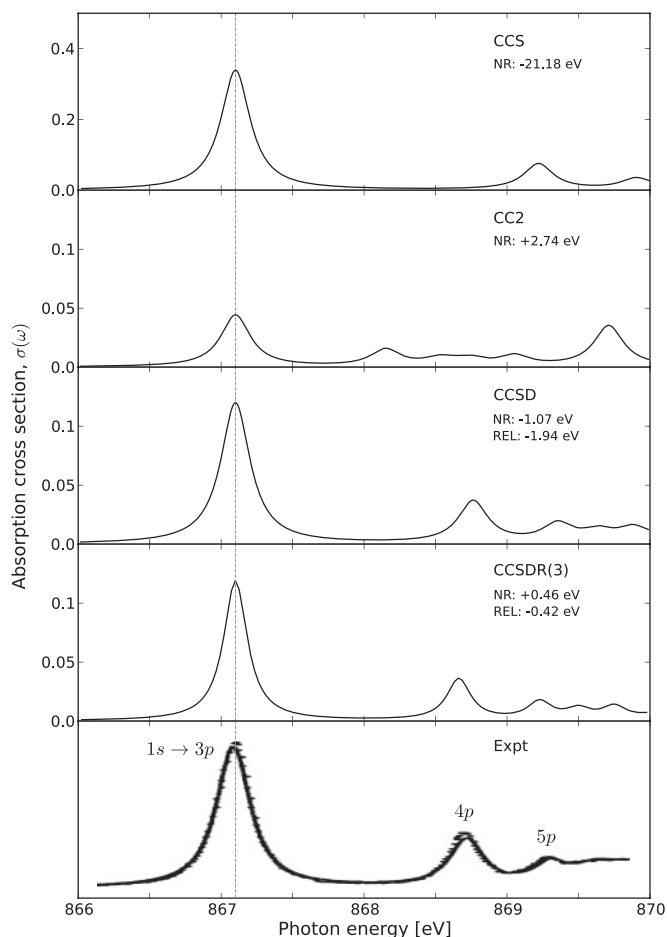 Absorption cross section, σ(ω)
0.4
0.2
0.0
CCS
NR: -21.18 eV
0.1
0.05
0.0
CC2
NR: +2.74 eV
0.1
0.05
0.0
CCSD
NR: -1.07 eV
REL: -1.94 eV
0.1
0.05
0.0
CCSDR(3)
NR: +0.46 eV
REL: -0.42 eV
1s → 3p
4p
5p
Expt
866 867 868 869 870
Photon energy [eV]